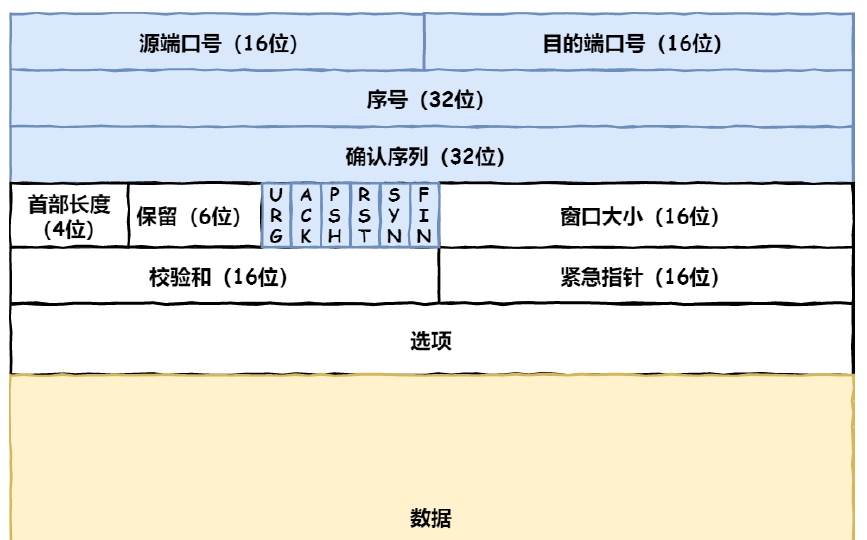 源端口号（16位）
目的端口号（16位）
序号（32位）
确认序列（32位）
首部长度
（4位）
保留（6位）
URG
ACK
PSH
RST
SYN
FIN
窗口大小（16位）
校验和（16位）
紧急指针（16位）
选项
数据